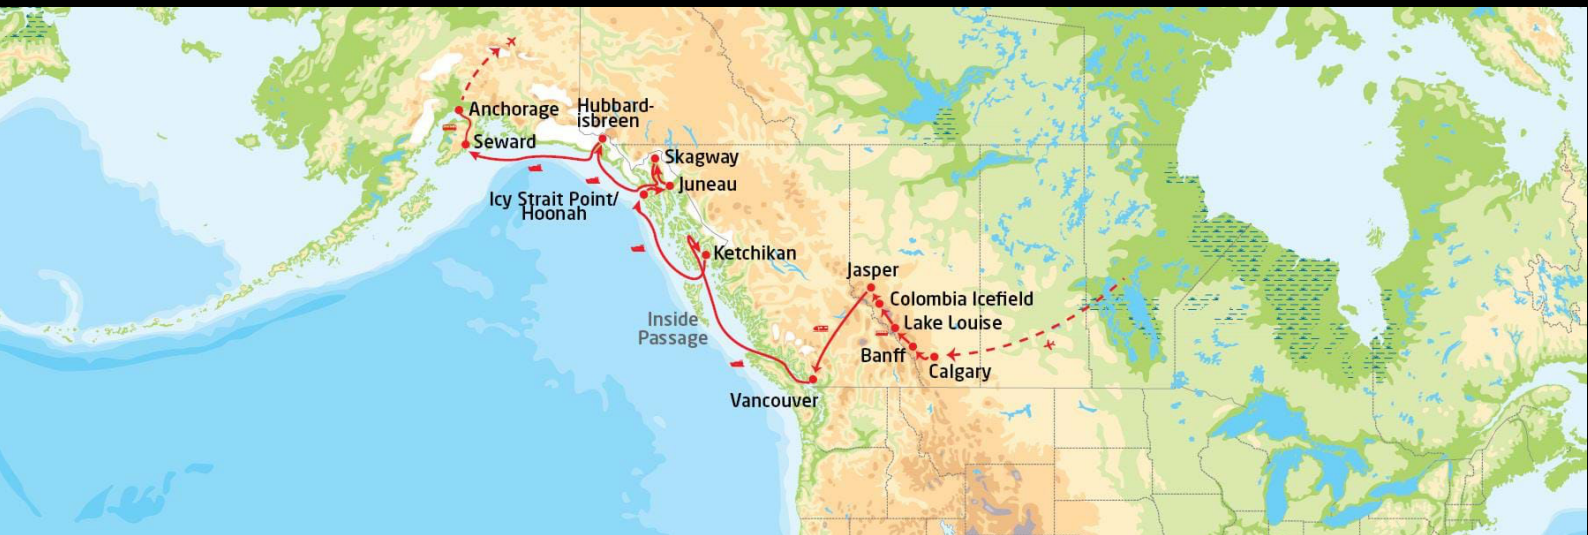 Anchorage
Hubbard-
isbreen
Seward
Skagway
Juneau
Icy Strait Point/
Hoonah
Ketchikan
Jasper
Colombia Icefield
Lake Louise
Inside
Passage
Banff
Calgary
Vancouver